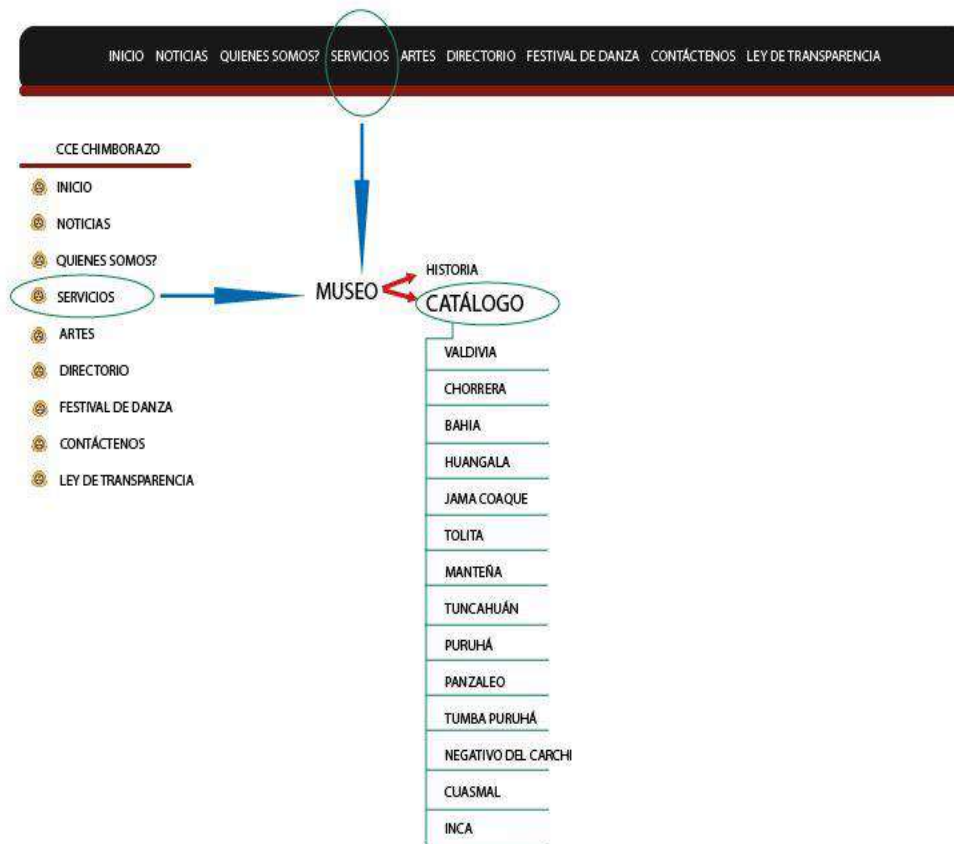 INICIO NOTICIAS QUIENES SOMOS? SERVICIOS ARTES DIRECTORIO FESTIVAL DE DANZA CONTÁCTENOS LEY DE TRANSPARENCIA
CCE CHIMBORAZO
INICIO
NOTICIAS
QUIENES SOMOS?
SERVICIOS
ARTES
DIRECTORIO
FESTIVAL DE DANZA
CONTÁCTENOS
LEY DE TRANSPARENCIA
MUSEO
HISTORIA
CATÁLOGO
VALDIVIA
CHORRERA
BAHIA
HUANGALA
JAMA COAQUE
TOLITA
MANTEÑA
TUNCAHUÁN
PURUHÁ
PANZALEO
TUMBA PURUHÁ
NEGATIVO DEL CARCHI
CUASMAL
INCA